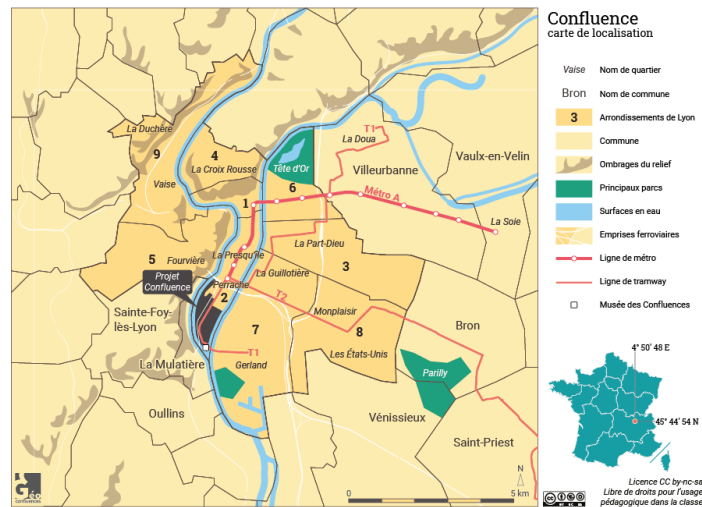 Confluence
carte de localisation
Vaise Nom de quartier
Bron Nom de commune
3 Arrondissements de Lyon
Commune
Ombrages du relief
Principaux parcs
Surfaces en eau
Emprises ferroviaires
Ligne de métro
Ligne de tramway
Musée des Confluences
La Duchère
9
4
La Croix Rousse
Vaise
Tête d'Or
T1
La Doua
Villeurbanne
Vaulx-en-Velin
6
1
Métro A
La Soie
5
Fourvière
La Presqu'île
La Part-Dieu
3
La Guillotière
Projet
Confluence
Perrache
2
T2
Sainte-Foy-
lès-Lyon
Monplaisir
7
8
Bron
Les États-Unis
La Mulatière
T1
Gerland
Parilly
Oullins
Vénissieux
Saint-Priest
N
0 5 km
Géo
confluences
4° 50' 48 E
45° 44' 54 N
Licence CC by-nc-sa
Libre de droits pour l'usage
pédagogique dans la classe